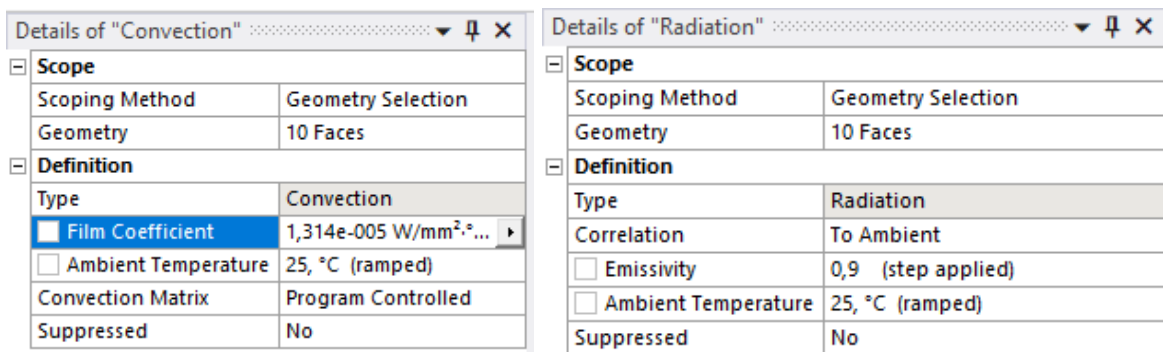 Details of "Convection"
Scope
Scoping Method Geometry Selection
Geometry 10 Faces
Definition
Type Convection
Film Coefficient 1,314e-005 W/mm²·°...
Ambient Temperature 25, °C (ramped)
Convection Matrix Program Controlled
Suppressed No
Details of "Radiation"
Scope
Scoping Method Geometry Selection
Geometry 10 Faces
Definition
Type Radiation
Correlation To Ambient
Emissivity 0,9 (step applied)
Ambient Temperature 25, °C (ramped)
Suppressed No